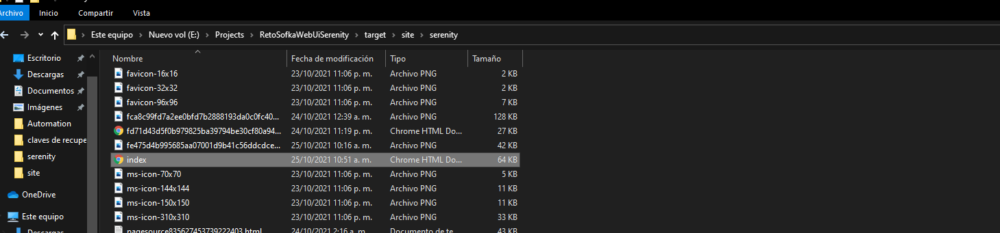 Archivo Inicio Compartir Vista
Este equipo > Nuevo vol (E:) > Projects > RetoSofkaWebUiSerenity > target > site > serenity
Nombre Fecha de modificación Tipo Tamaño
Escritorio
Descargas
Documentos
Imágenes
Automation
claves de recupe
serenity
site
OneDrive
Este equipo
Descargas
favicon-16x16 23/10/2021 11:06 p. m. Archivo PNG 2 KB
favicon-32x32 23/10/2021 11:06 p. m. Archivo PNG 2 KB
favicon-96x96 23/10/2021 11:06 p. m. Archivo PNG 7 KB
fca8c99fd7a2ee0bfd7b2888193da0c0fc40... 24/10/2021 12:39 a. m. Archivo PNG 128 KB
fd71d43d5f0b979825ba39794be30cf80a94... 24/10/2021 11:19 p. m. Chrome HTML Do... 27 KB
fe475d4b995685aa07001d9b41c56ddcdce... 25/10/2021 10:16 a. m. Archivo PNG 42 KB
index 25/10/2021 10:51 a. m. Chrome HTML Do... 64 KB
ms-icon-70x70 23/10/2021 11:06 p. m. Archivo PNG 5 KB
ms-icon-144x144 23/10/2021 11:06 p. m. Archivo PNG 11 KB
ms-icon-150x150 23/10/2021 11:06 p. m. Archivo PNG 11 KB
ms-icon-310x310 23/10/2021 11:06 p. m. Archivo PNG 33 KB
pagesource835627453739222403.html 24/10/2021 2:16 a. m. Documento de te... 43 KB